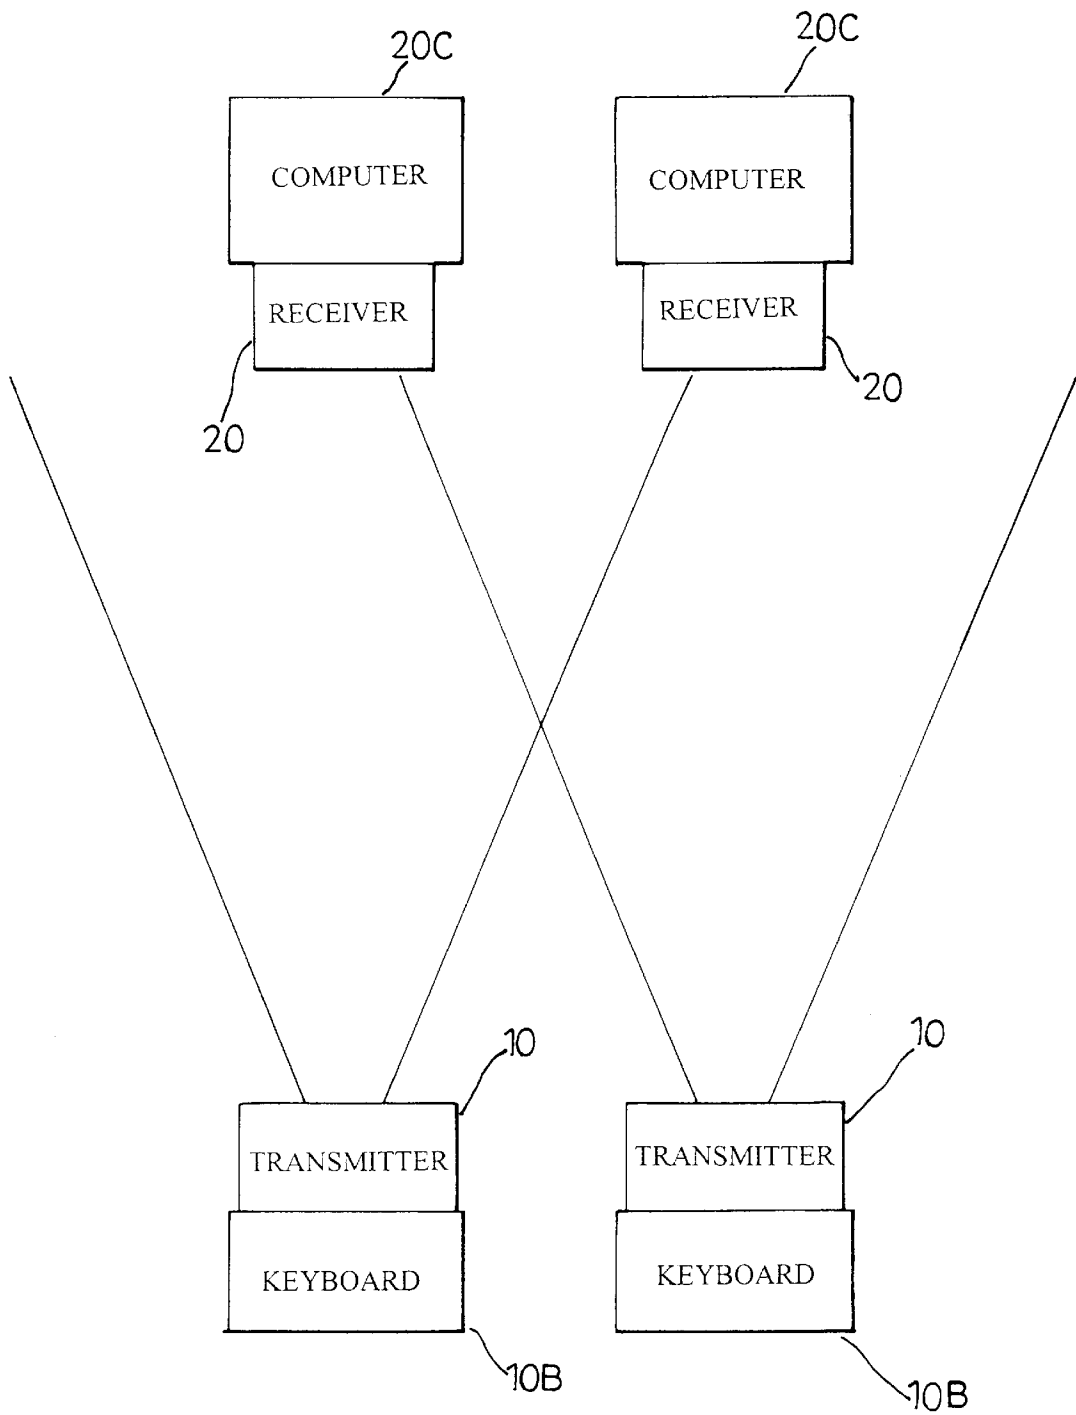 20C
20C
COMPUTER
COMPUTER
RECEIVER
RECEIVER
20
20
10
10
TRANSMITTER
TRANSMITTER
KEYBOARD
KEYBOARD
10B
10B